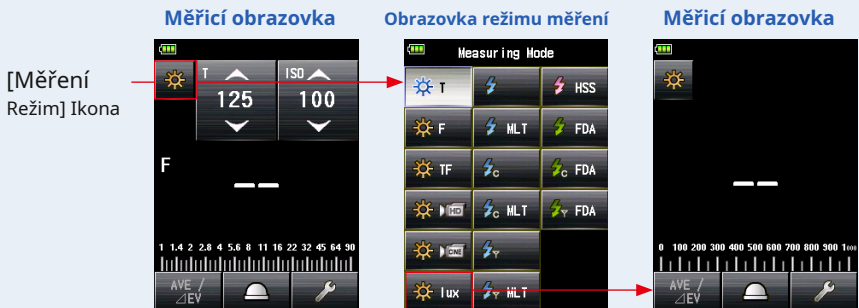 Měřicí obrazovka
Obrazovka režimu měření
Měřicí obrazovka
[Měření
Režim] Ikona
T
125
ISO
100
F
1 1.4 2 2.8 4 5.6 8 11 16 22 32 45 64 90
AVE /
⊿EV
Measuring Mode
T
HSS
F
MLT
FDA
TF
C
C FDA
HD
C MLT
Y FDA
CINE
Y
lux
Y MLT
0 100 200 300 400 500 600 700 800 900 1000
AVE /
⊿EV